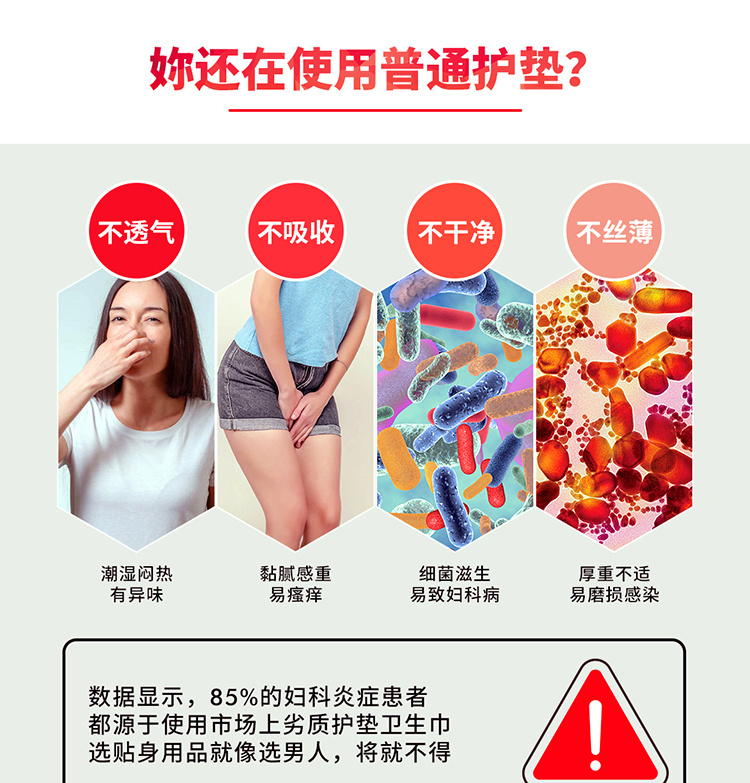 妳还在使用普通护垫？
不透气
不吸收
不干净
不丝薄
潮湿闷热
有异味
黏腻感重
易瘙痒
细菌滋生
易致妇科病
厚重不适
易磨损感染
数据显示，85%的妇科炎症患者
都源于使用市场上劣质护垫卫生巾
选贴身用品就像选男人，将就不得